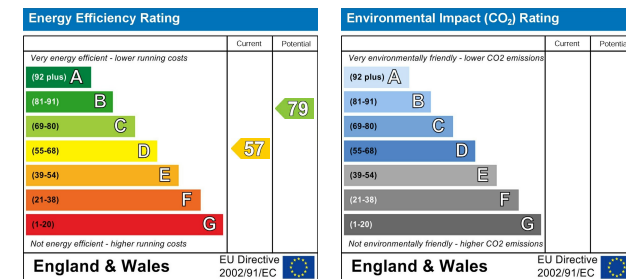 Energy Efficiency Rating
Current Potential
Very energy efficient - lower running costs
(92 plus) A
(81-91) B
79
(69-80) C
(55-68) D
57
(39-54) E
(21-38) F
(1-20) G
Not energy efficient - higher running costs
England & Wales
EU Directive
2002/91/EC
Environmental Impact (CO₂) Rating
Current Potential
Very environmentally friendly - lower CO2 emissions
(92 plus) A
(81-91) B
(69-80) C
(55-68) D
(39-54) E
(21-38) F
(1-20) G
Not environmentally friendly - higher CO2 emissions
England & Wales
EU Directive
2002/91/EC